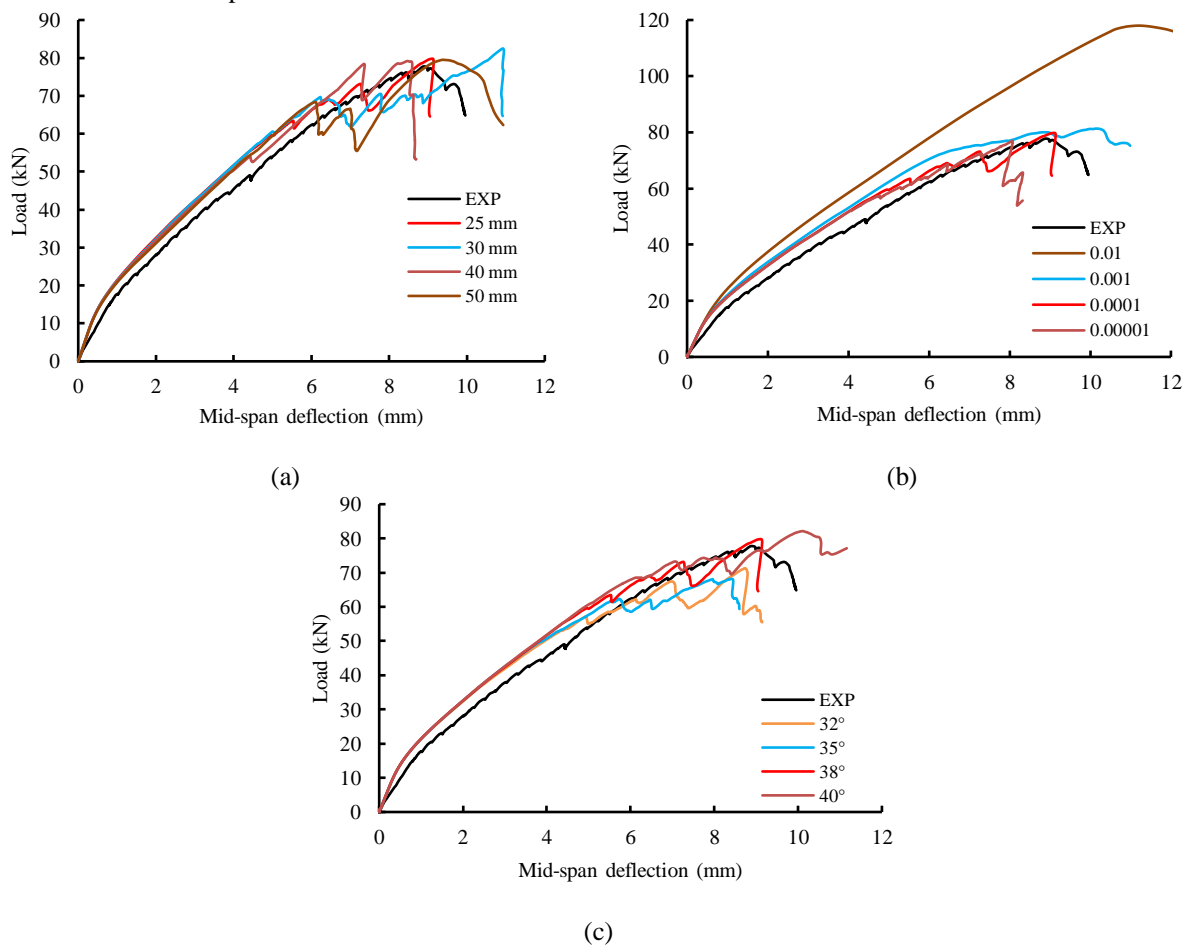 90
80
70
60
50
40
30
20
10
0
Load (kN)
EXP
25 mm
30 mm
40 mm
50 mm
0 2 4 6 8 10 12
Mid-span deflection (mm)
(a)
120
100
80
60
40
20
0
Load (kN)
EXP
0.01
0.001
0.0001
0.00001
0 2 4 6 8 10 12
Mid-span deflection (mm)
(b)
90
80
70
60
50
40
30
20
10
0
Load (kN)
EXP
32°
35°
38°
40°
0 2 4 6 8 10 12
Mid-span deflection (mm)
(c)